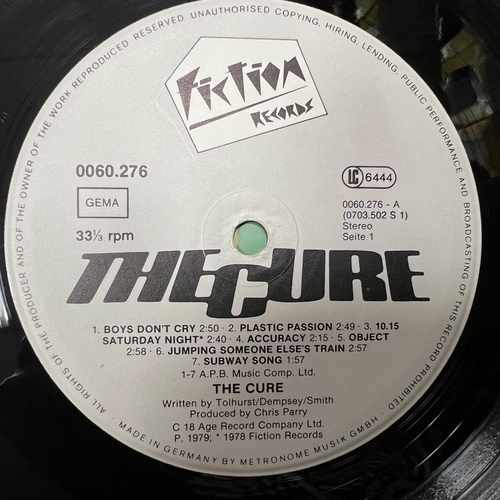 ALL RIGHTS OF THE PRODUCER AND OF THE OWNER OF THE WORK REPRODUCED RESERVED UNAUTHORISED COPYING, HIRING, LENDING, PUBLIC PERFORMANCE AND BROADCASTING OF THIS RECORD PROHIBITED
Fiction
RECORDS
0060.276
GEMA
33⅓ rpm
LC 6444
0060.276 - A
(0703.502 S 1)
Stereo
Seite 1
THE CURE
1. BOYS DON'T CRY 2:50 · 2. PLASTIC PASSION 2:49 · 3. 10.15
SATURDAY NIGHT* 2:40 · 4. ACCURACY 2:15 · 5. OBJECT
2:58 · 6. JUMPING SOMEONE ELSE'S TRAIN 2:57
7. SUBWAY SONG 1:57
1-7 A.P.B. Music Comp. Ltd.
THE CURE
Written by Tolhurst/Dempsey/Smith
Produced by Chris Parry
C 18 Age Record Company Ltd.
P. 1979; * 1978 Fiction Records
MADE IN GERMANY BY METRONOME MUSIK GMBH